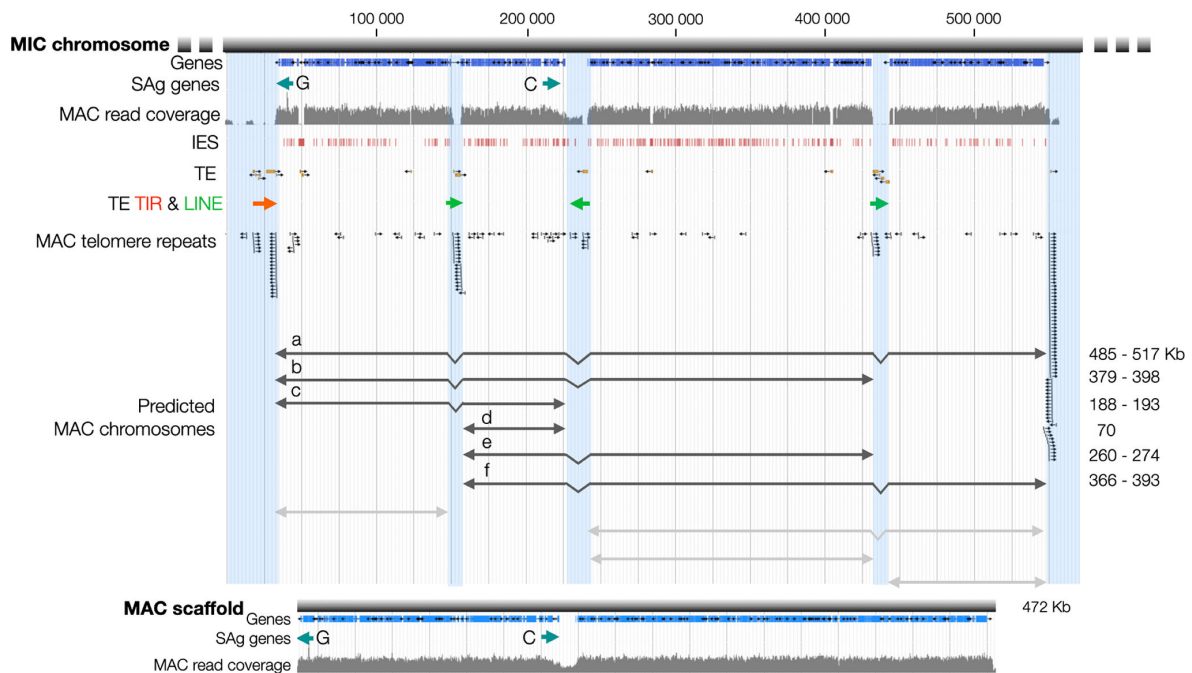 100 000 200 000 300 000 400 000 500 000
MIC chromosome
Genes
SAg genes G C
MAC read coverage
IES
TE
TE TIR & LINE
MAC telomere repeats
a 485 - 517 Kb
b 379 - 398
c 188 - 193
Predicted
MAC chromosomes
d 70
e 260 - 274
f 366 - 393
MAC scaffold 472 Kb
Genes
SAg genes G C
MAC read coverage